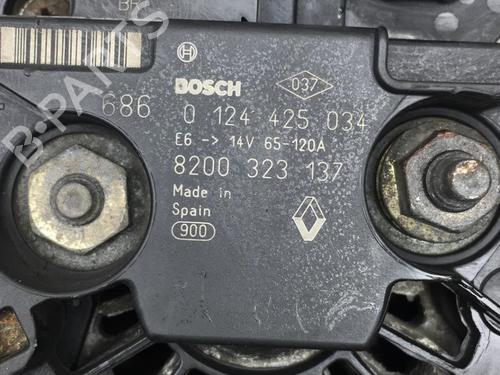 BOSCH
037
686 0 124 425 034
E6 -> 14V 65-120A
8200 323 137
Made in
Spain
900
B-PARTS